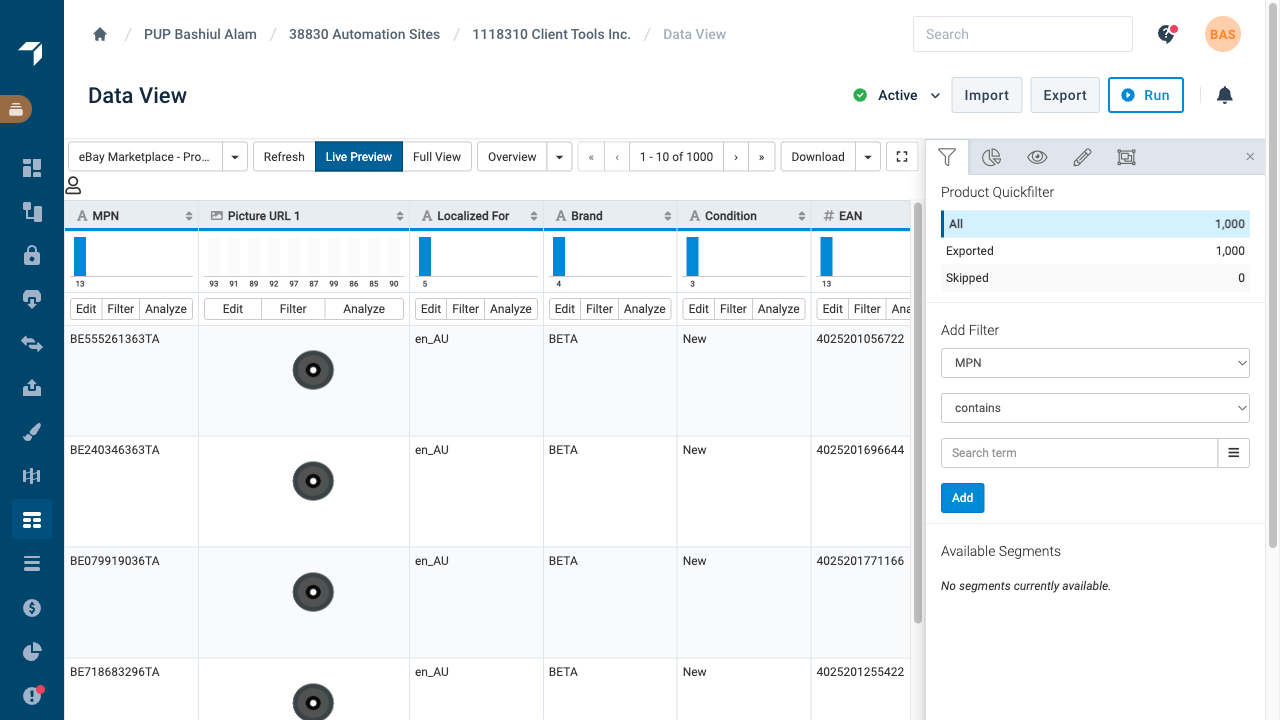 / PUP Bashiul Alam / 38830 Automation Sites / 1118310 Client Tools Inc. / Data View
Search
BAS
Data View
Active
Import
Export
Run
eBay Marketplace - Pro...
Refresh
Live Preview
Full View
Overview
«
‹
1 - 10 of 1000
›
»
Download
×
MPN
Picture URL 1
A Localized For
A Brand
A Condition
# EAN
13
93 91 89 92 97 87 99 86 85 90
5
4
3
13
Edit Filter Analyze
Edit Filter Analyze
Edit Filter Analyze
Edit Filter Analyze
Edit Filter Analyze
Edit Filter Ana
BE555261363TA en_AU BETA New 4025201056722
BE240346363TA en_AU BETA New 4025201696644
BE079919036TA en_AU BETA New 4025201771166
BE718683296TA en_AU BETA New 4025201255422
Product Quickfilter
All 1,000
Exported 1,000
Skipped 0
Add Filter
MPN
contains
Search term
Add
Available Segments
No segments currently available.